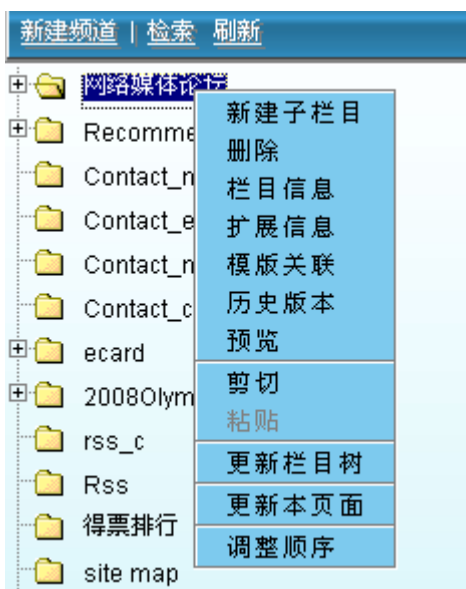 新建频道 | 检索 刷新
网络媒体论坛
Recomme
Contact_n
Contact_e
Contact_n
Contact_c
ecard
2008Olym
rss_c
Rss
得票排行
site map
新建子栏目
删除
栏目信息
扩展信息
模版关联
历史版本
预览
剪切
粘贴
更新栏目树
更新本页面
调整顺序